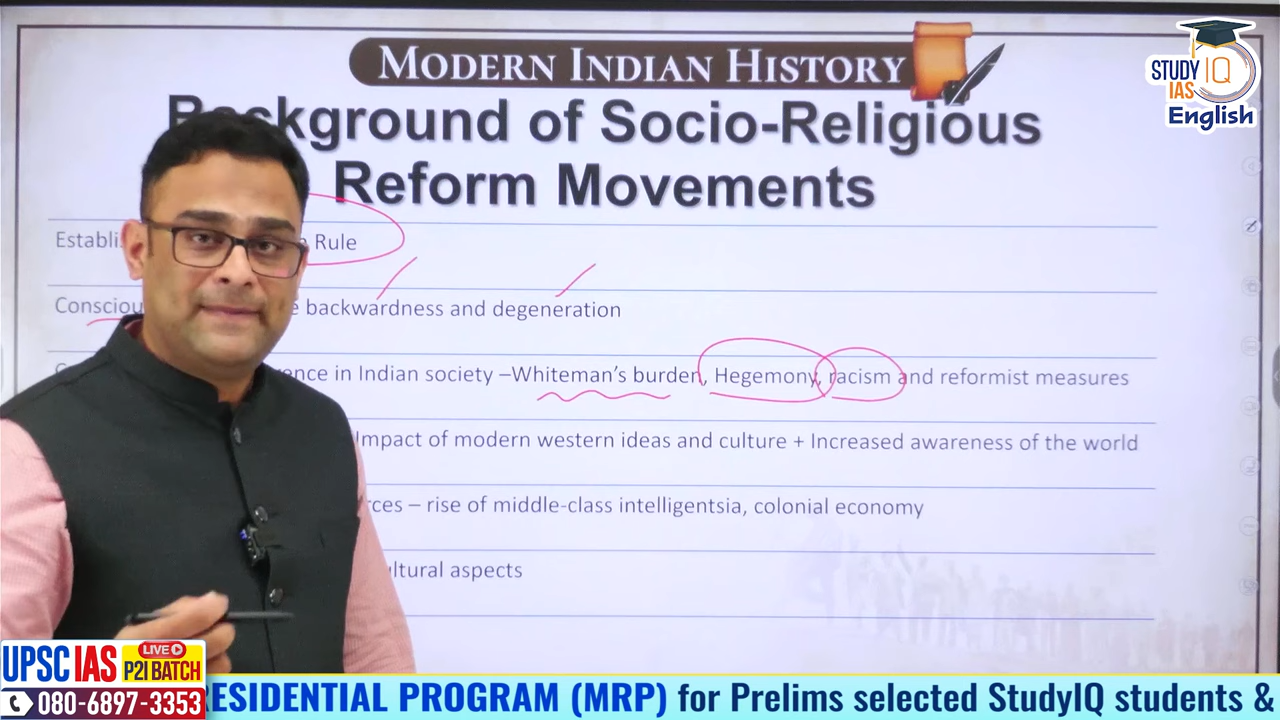 MODERN INDIAN HISTORY
STUDY IQ
IAS
English
Background of Socio-Religious
Reform Movements
Establi Rule
Consciou e backwardness and degeneration
ence in Indian society –Whiteman's burden, Hegemony, racism and reformist measures
Impact of modern western ideas and culture + Increased awareness of the world
rces – rise of middle-class intelligentsia, colonial economy
ultural aspects
UPSC IAS LIVE P2I BATCH
080-6897-3353
RESIDENTIAL PROGRAM (MRP) for Prelims selected StudyIQ students &